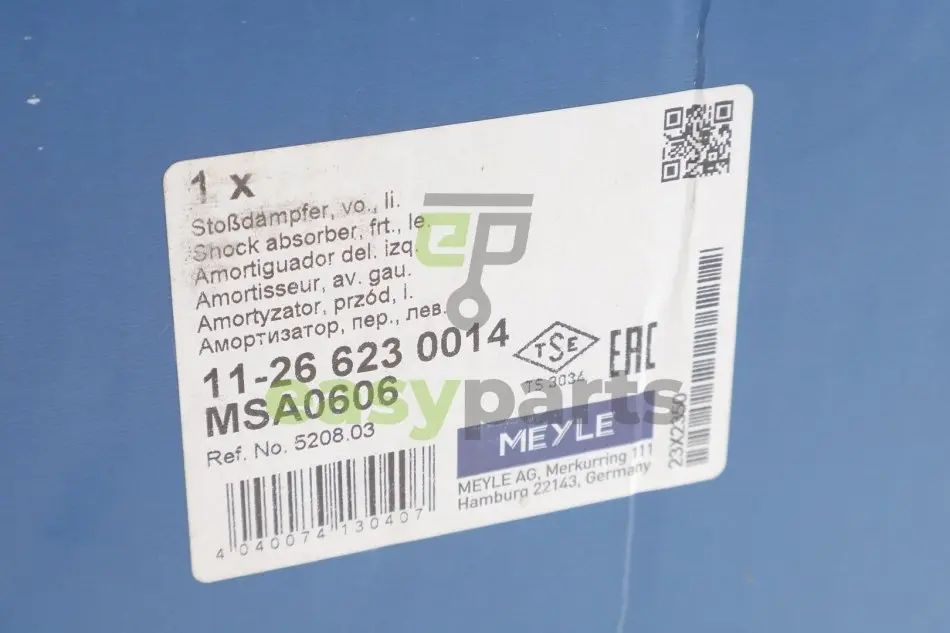 1 x
Stoßdämpfer, vo., li.
Shock absorber, frt., le.
Amortiguador del. izq.
Amortisseur, av. gau.
Amortyzator, przód, l.
Амортизатор, пер., лев.
11-26 623 0014
MSA0606
Ref. No. 5208.03
4 040074 130407
TSE
TS 3034
EAC
MEYLE
MEYLE AG, Merkurring 111
Hamburg 22143, Germany
23X2350
ep
easyparts